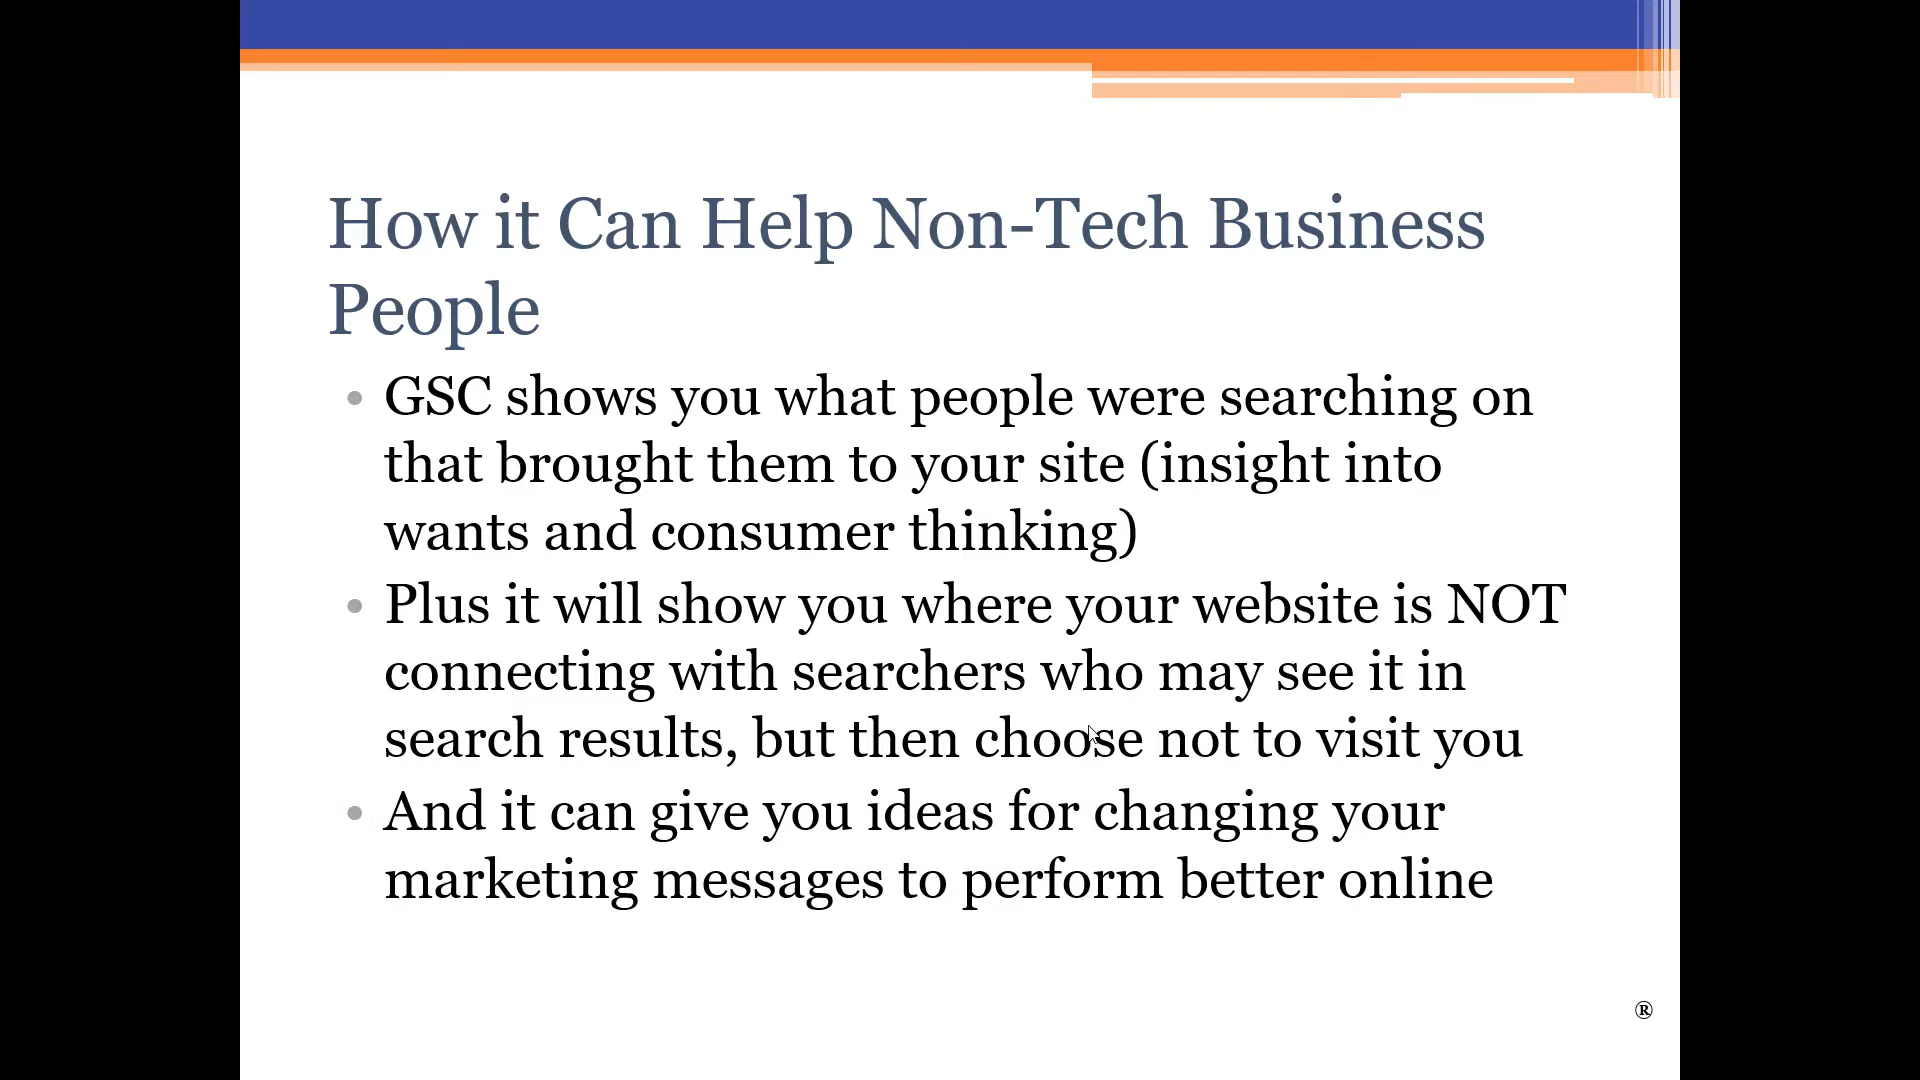 How it Can Help Non-Tech Business
People
• GSC shows you what people were searching on
that brought them to your site (insight into
wants and consumer thinking)
• Plus it will show you where your website is NOT
connecting with searchers who may see it in
search results, but then choose not to visit you
• And it can give you ideas for changing your
marketing messages to perform better online
®